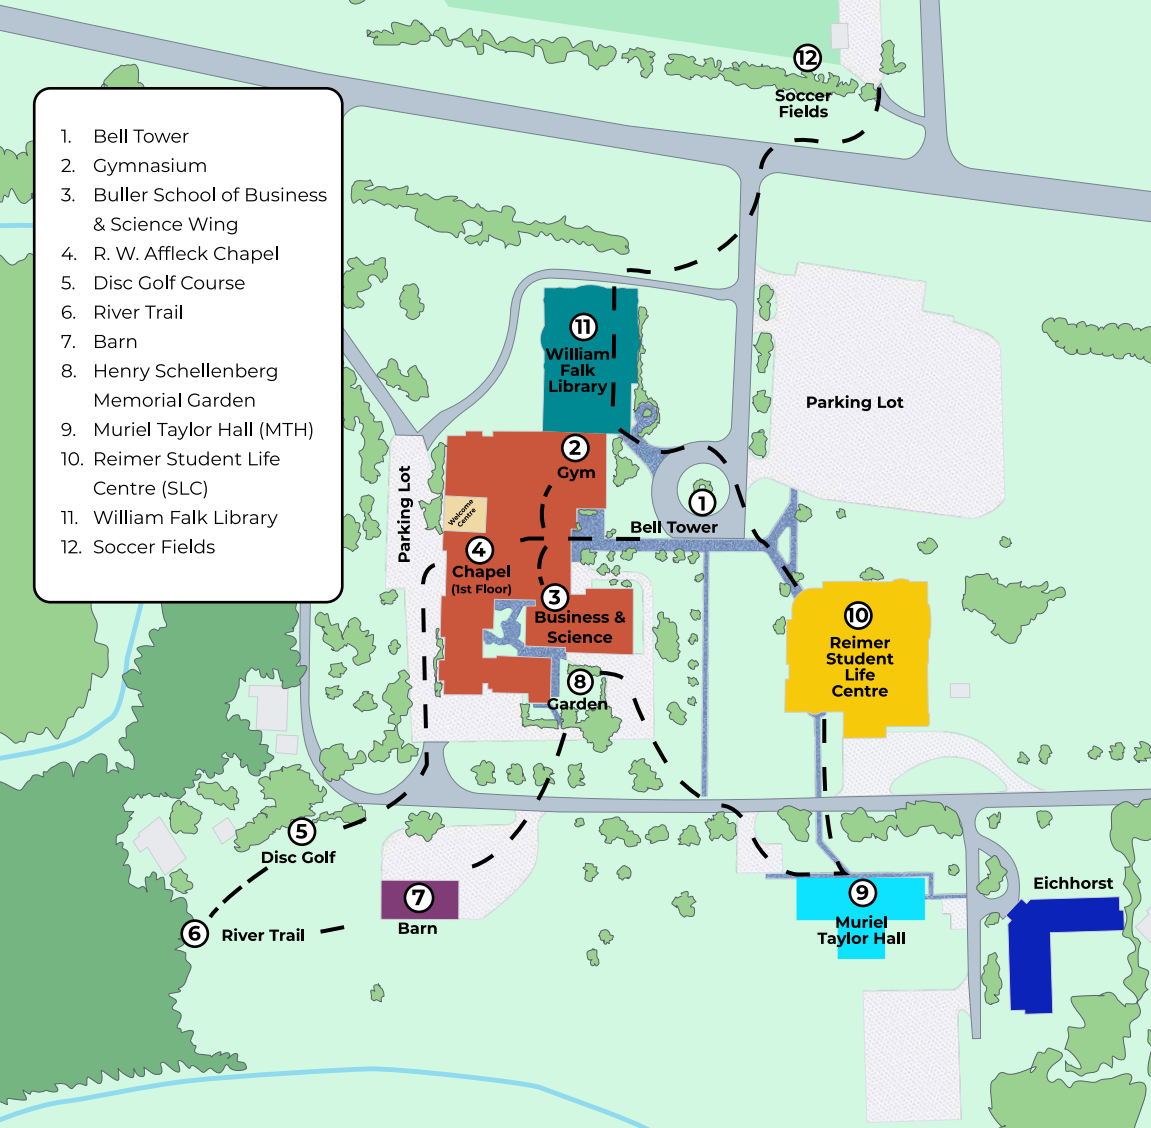 1. Bell Tower
2. Gymnasium
3. Buller School of Business
& Science Wing
4. R. W. Affleck Chapel
5. Disc Golf Course
6. River Trail
7. Barn
8. Henry Schellenberg
Memorial Garden
9. Muriel Taylor Hall (MTH)
10. Reimer Student Life
Centre (SLC)
11. William Falk Library
12. Soccer Fields
12
Soccer
Fields
11
William
Falk
Library
Parking Lot
2
Gym
Parking Lot
Welcome
Centre
1
Bell Tower
4
Chapel
(1st Floor)
3
Business &
Science
10
Reimer
Student
Life
Centre
8
Garden
5
Disc Golf
6
River Trail
7
Barn
9
Muriel
Taylor Hall
Eichhorst